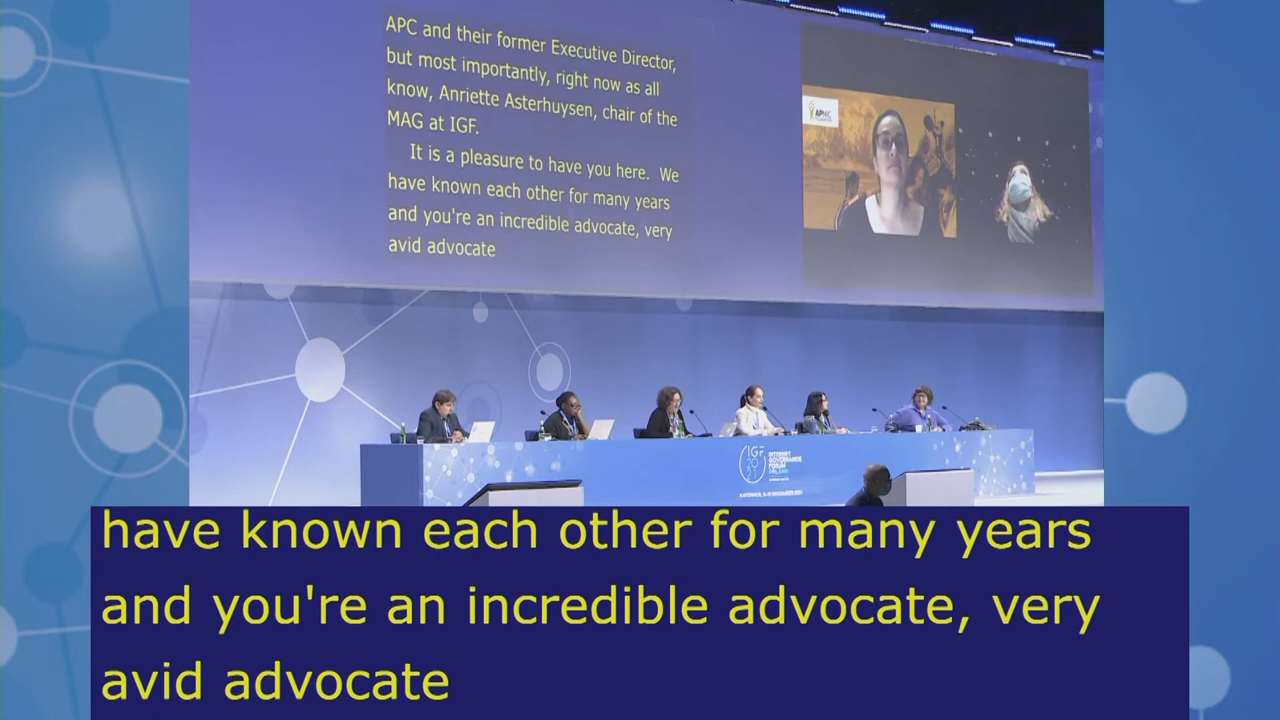 APC and their former Executive Director,
but most importantly, right now as all
know, Anriette Asterhuysen, chair of the
MAG at IGF.
It is a pleasure to have you here. We
have known each other for many years
and you're an incredible advocate, very
avid advocate
APNIC
IGF
20
21
INTERNET
GOVERNANCE
FORUM
have known each other for many years
and you're an incredible advocate, very
avid advocate